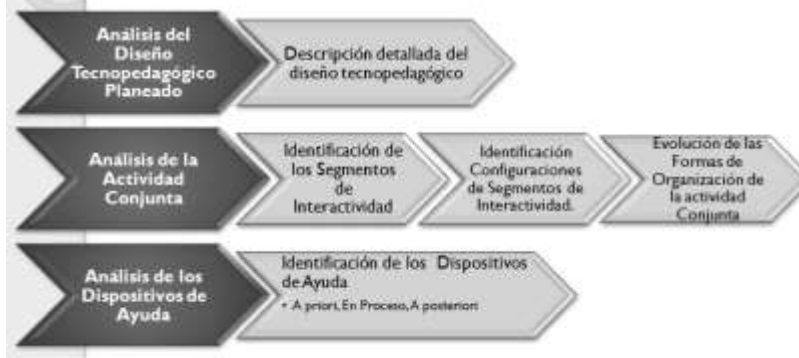 Análisis del
Diseño
Tecnopedagógico
Planeado
Descripción detallada del
diseño tecnopedagógico
Análisis de la
Actividad
Conjunta
Identificación de
los Segmentos
de
Interactividad
Identificación
Configuraciones
de Segmentos de
Interactividad.
Evolución de las
Formas de
Organización de
la actividad
Conjunta
Análisis de los
Dispositivos de
Ayuda
Identificación de los Dispositivos
de Ayuda
• A priori, En Proceso, A posteriori